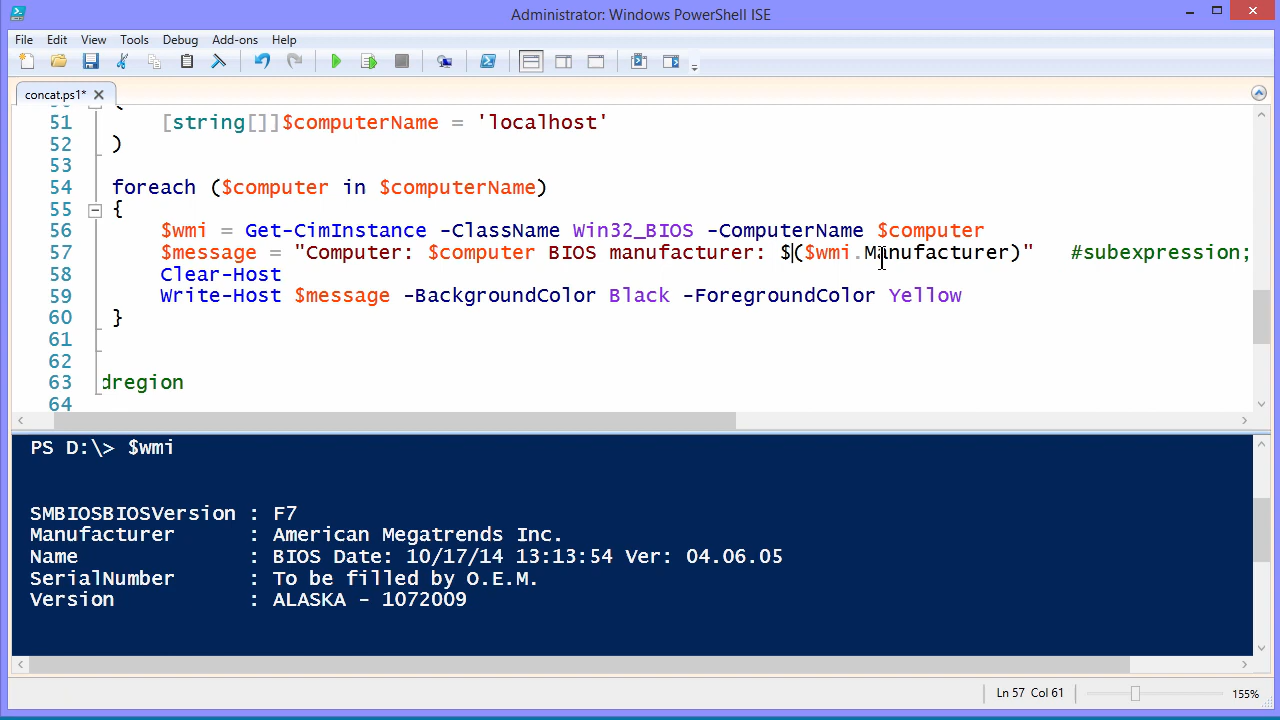 Administrator: Windows PowerShell ISE
File Edit View Tools Debug Add-ons Help
concat.ps1* 
51 [string[]]$computerName = 'localhost'
52 )
53
54 foreach ($computer in $computerName)
55 {
56 $wmi = Get-CimInstance -ClassName Win32_BIOS -ComputerName $computer
57 $message = "Computer: $computer BIOS manufacturer: $($wmi.Manufacturer)" #subexpression;
58 Clear-Host
59 Write-Host $message -BackgroundColor Black -ForegroundColor Yellow
60 }
61
62
63 dregion
64
PS D:\> $wmi
SMBIOSBIOSVersion : F7
Manufacturer : American Megatrends Inc.
Name : BIOS Date: 10/17/14 13:13:54 Ver: 04.06.05
SerialNumber : To be filled by O.E.M.
Version : ALASKA - 1072009
Ln 57 Col 61 155%